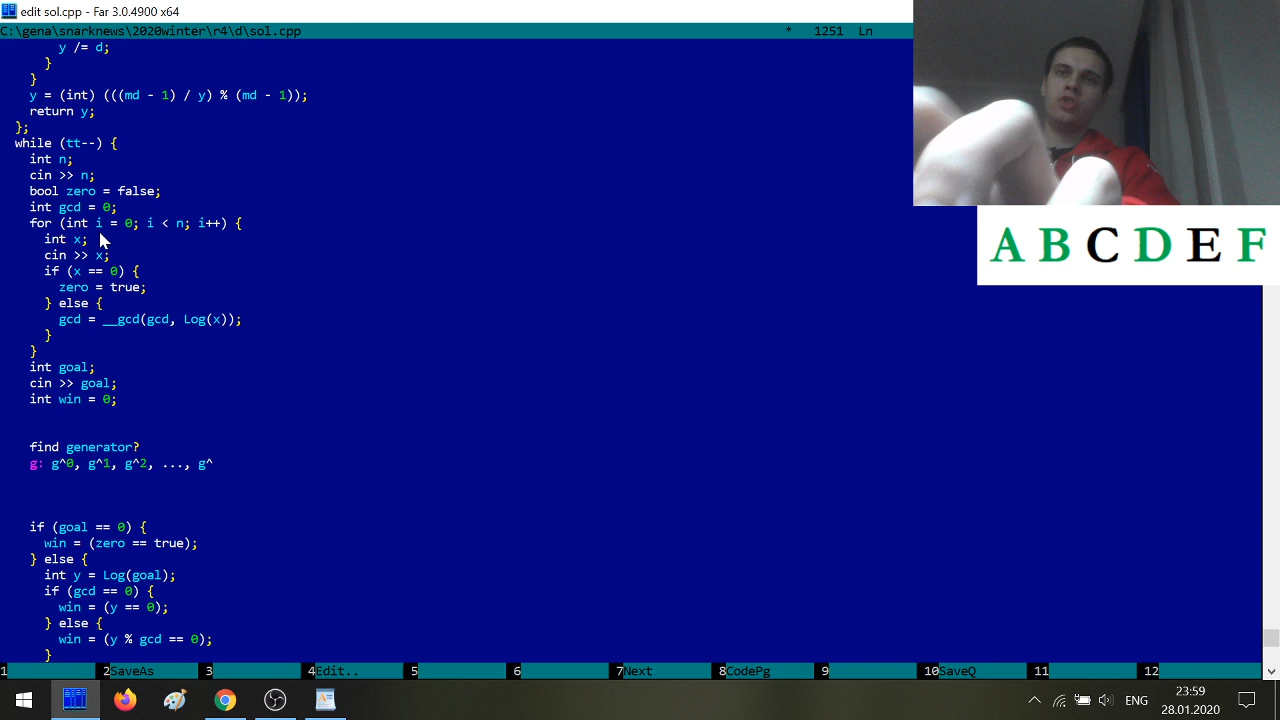 edit sol.cpp - Far 3.0.4900 x64
C:\gena\snarknews\2020winter\r4\d\sol.cpp * 1251 Ln
y /= d;
}
}
y = (int) (((md - 1) / y) % (md - 1));
return y;
};
while (tt--) {
int n;
cin >> n;
bool zero = false;
int gcd = 0;
for (int i = 0; i < n; i++) {
int x;
cin >> x;
if (x == 0) {
zero = true;
} else {
gcd = __gcd(gcd, Log(x));
}
}
int goal;
cin >> goal;
int win = 0;
find generator?
g: g^0, g^1, g^2, ..., g^
if (goal == 0) {
win = (zero == true);
} else {
int y = Log(goal);
if (gcd == 0) {
win = (y == 0);
} else {
win = (y % gcd == 0);
}
A B C D E F
1 2SaveAs 3 4Edit.. 5 6 7Next 8CodePg 9 10SaveQ 11 12
ENG
23:59
28.01.2020